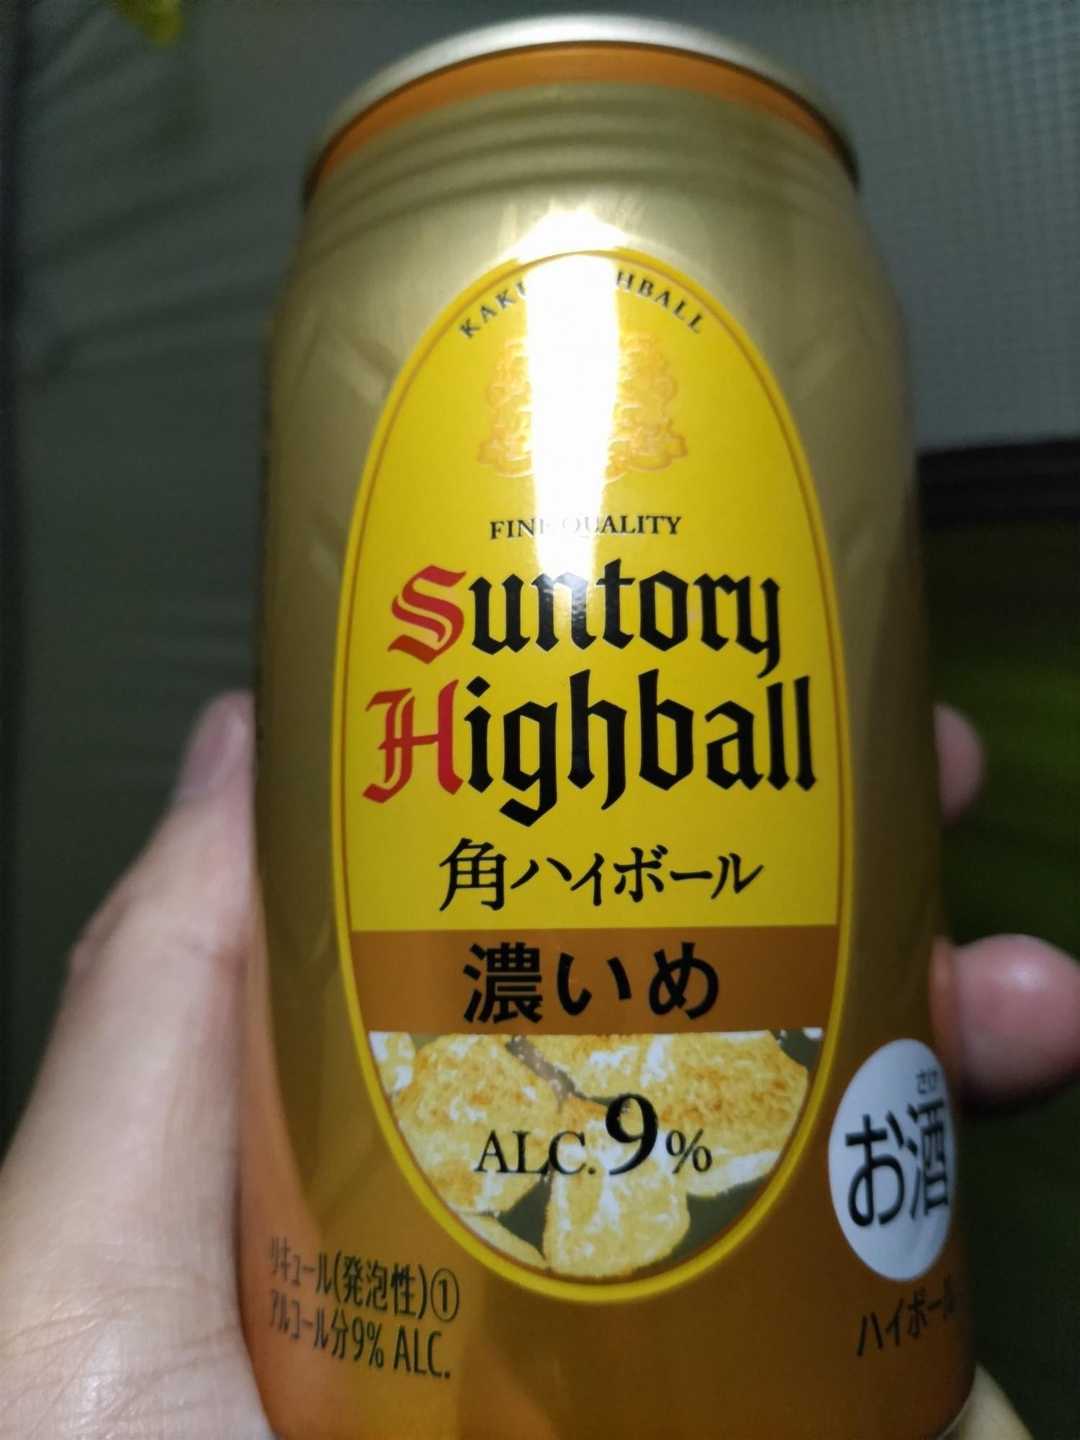 FINE QUALITY
Suntory
Highball
角ハイボール
濃いめ
ALC.9%
お酒
リキュール(発泡性)①
アルコール分9% ALC.
ハイボール